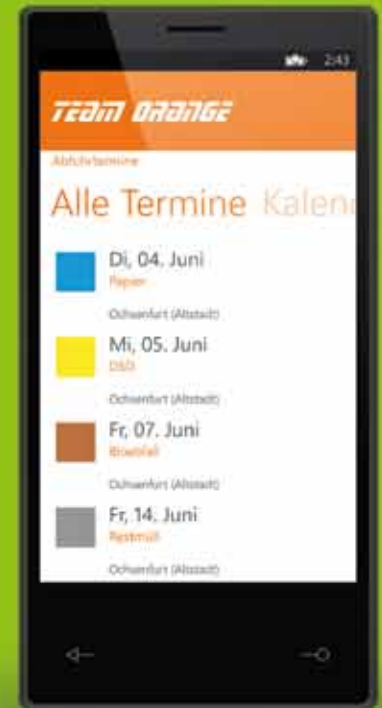 2:43
TEAM ORANGE
Abfuhrtermine
Alle Termine Kalend
Di, 04. Juni
Papier
Ochsenfurt (Altstadt)
Mi, 05. Juni
DSD
Ochsenfurt (Altstadt)
Fr, 07. Juni
Bioabfall
Ochsenfurt (Altstadt)
Fr, 14. Juni
Restmüll
Ochsenfurt (Altstadt)